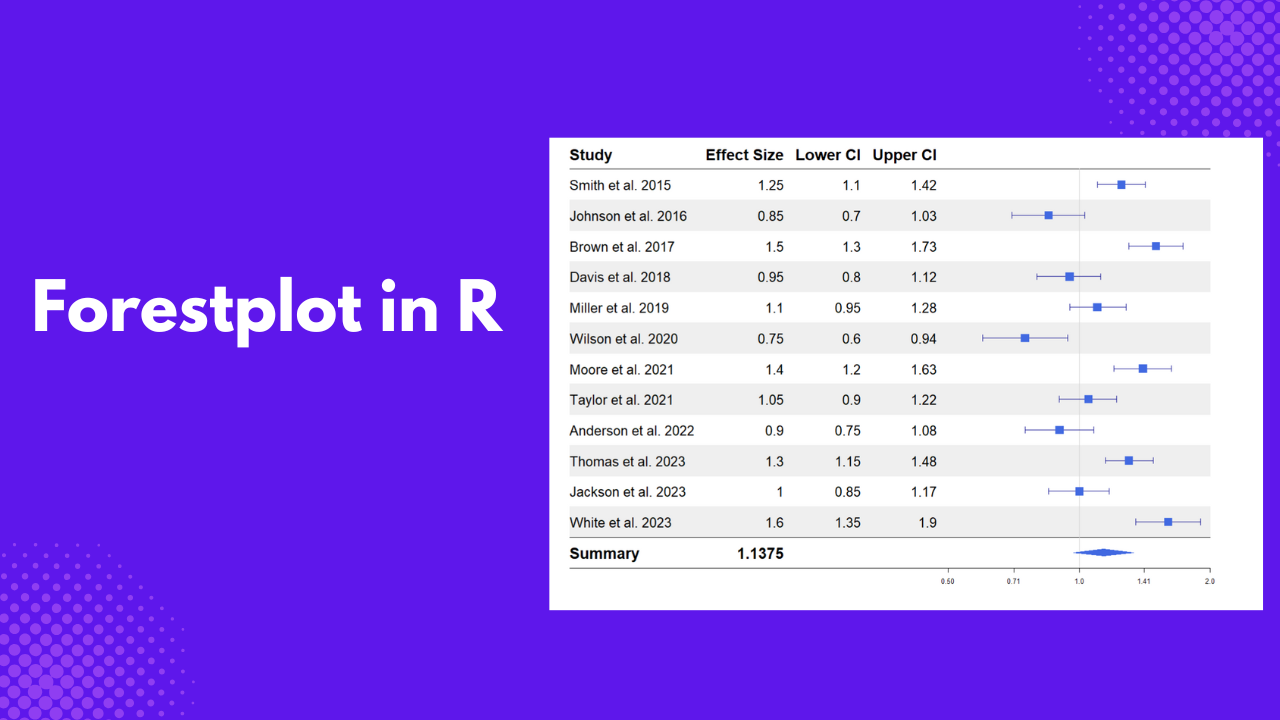 Forestplot in R
Study Effect Size Lower CI Upper CI
Smith et al. 2015 1.25 1.1 1.42
Johnson et al. 2016 0.85 0.7 1.03
Brown et al. 2017 1.5 1.3 1.73
Davis et al. 2018 0.95 0.8 1.12
Miller et al. 2019 1.1 0.95 1.28
Wilson et al. 2020 0.75 0.6 0.94
Moore et al. 2021 1.4 1.2 1.63
Taylor et al. 2021 1.05 0.9 1.22
Anderson et al. 2022 0.9 0.75 1.08
Thomas et al. 2023 1.3 1.15 1.48
Jackson et al. 2023 1 0.85 1.17
White et al. 2023 1.6 1.35 1.9
Summary 1.1375
0.50 0.71 1.0 1.41 2.0